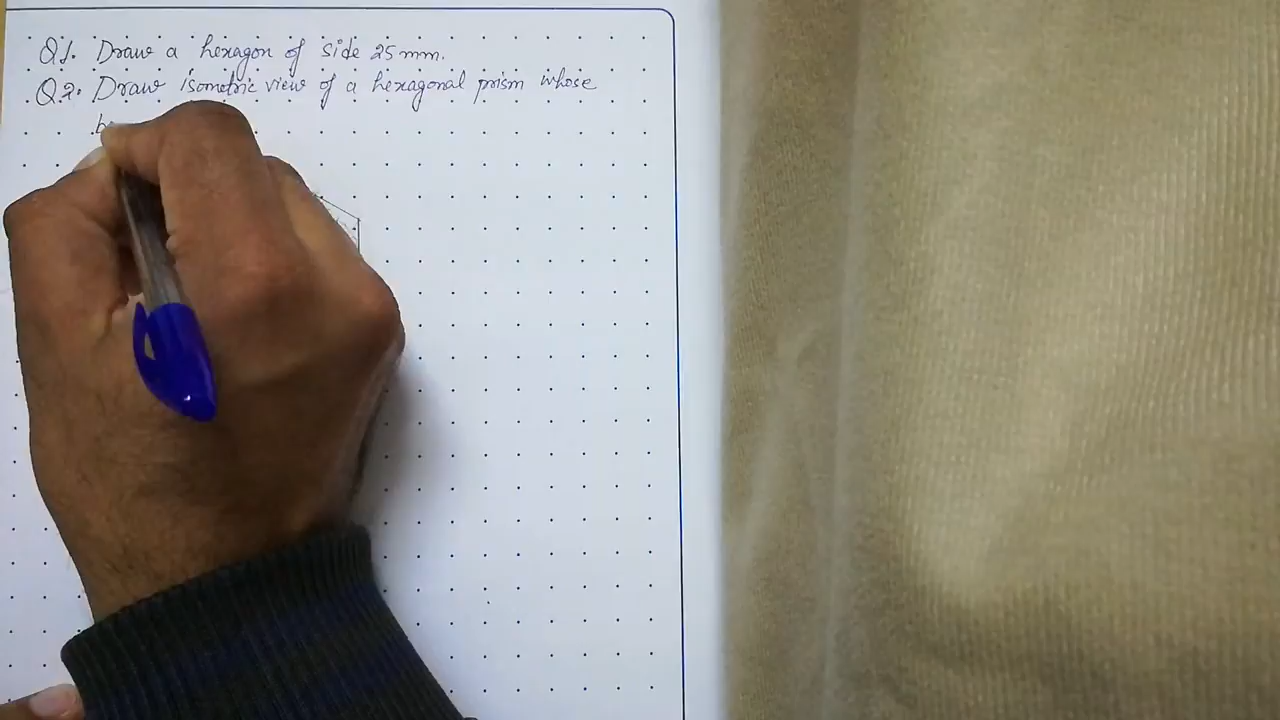 Q1. Draw a hexagon of side 25 mm.
Q2. Draw isometric view of a hexagonal prism whose